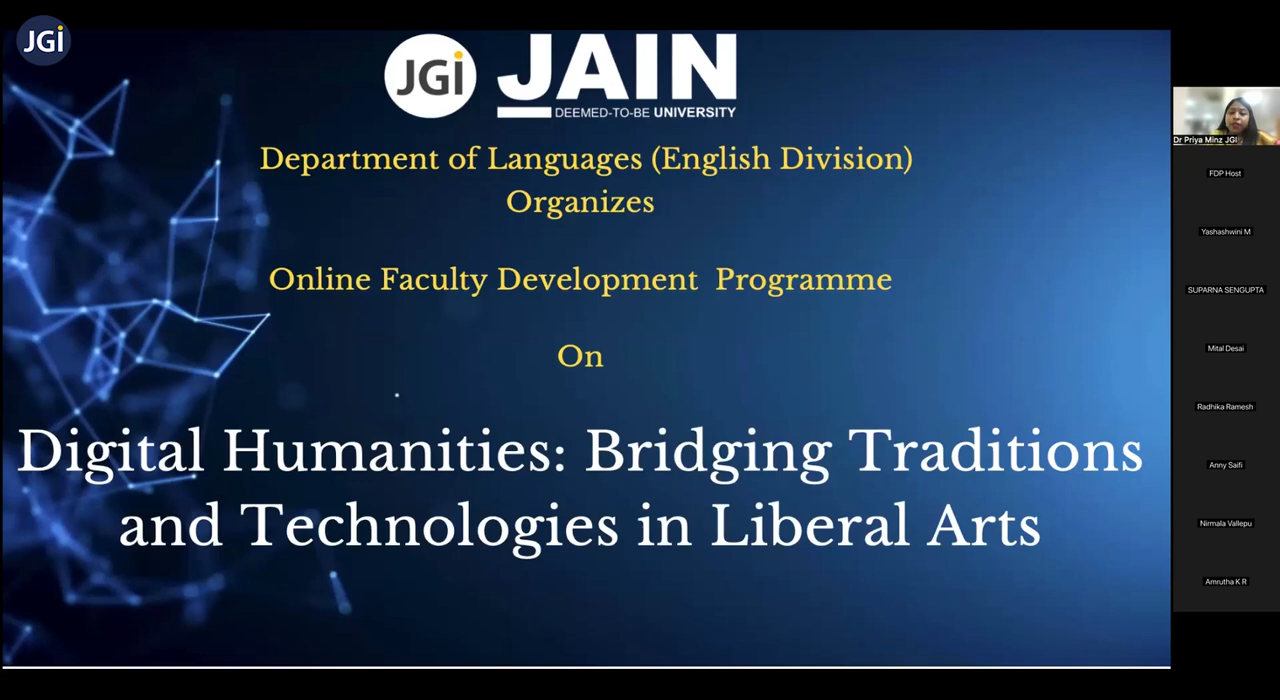 JGi
JGi JAIN
DEEMED-TO-BE UNIVERSITY
Department of Languages (English Division)
Organizes
Online Faculty Development Programme
On
Digital Humanities: Bridging Traditions
and Technologies in Liberal Arts
Dr Priya Minz JGI
FDP Host
Yashashwini M
SUPARNA SENGUPTA
Mital Desai
Radhika Ramesh
Anny Saifi
Nirmala Vallepu
Amrutha K R